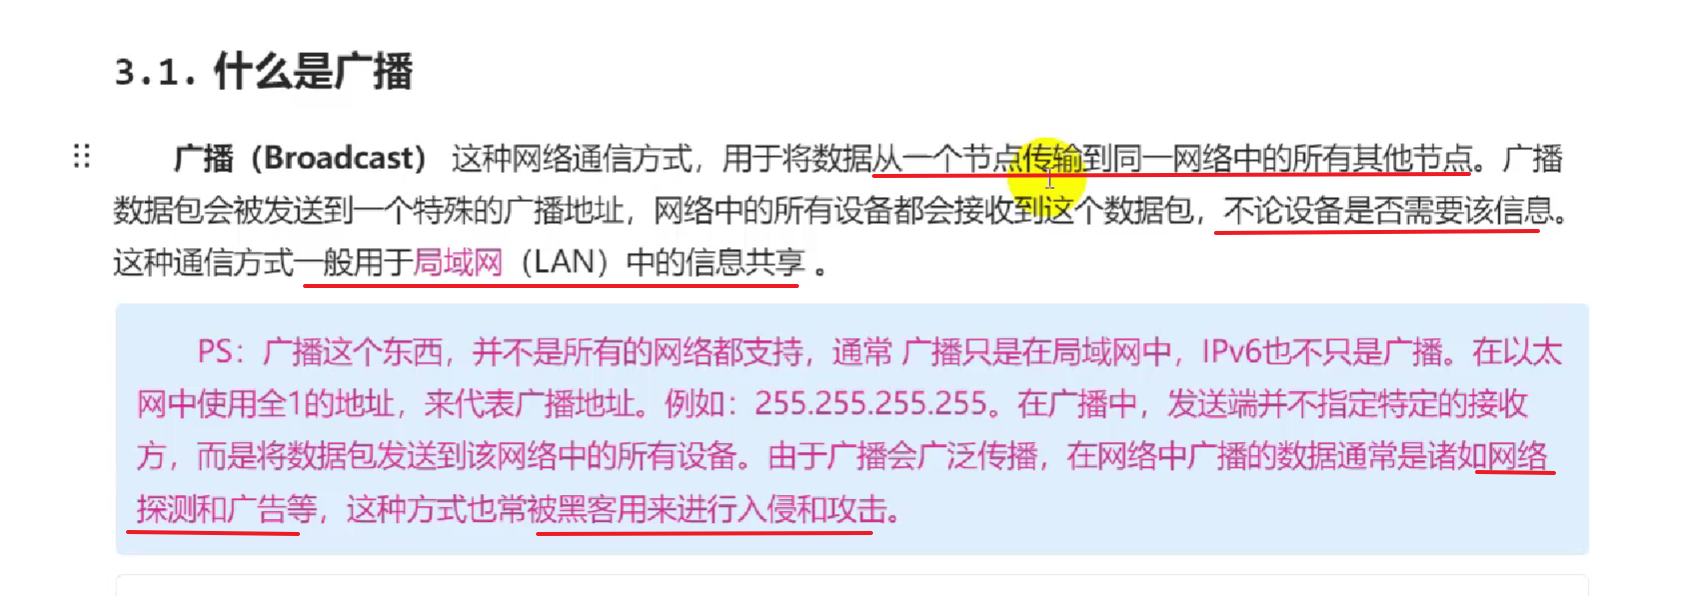 3.1. 什么是广播
广播（Broadcast） 这种网络通信方式，用于将数据从一个节点传输到同一网络中的所有其他节点。广播
数据包会被发送到一个特殊的广播地址，网络中的所有设备都会接收到这个数据包，不论设备是否需要该信息。
这种通信方式一般用于局域网（LAN）中的信息共享 。
PS：广播这个东西，并不是所有的网络都支持，通常 广播只是在局域网中，IPv6也不只是广播。在以太
网中使用全1的地址，来代表广播地址。例如：255.255.255.255。在广播中，发送端并不指定特定的接收
方，而是将数据包发送到该网络中的所有设备。由于广播会广泛传播，在网络中广播的数据通常是诸如网络
探测和广告等，这种方式也常被黑客用来进行入侵和攻击。